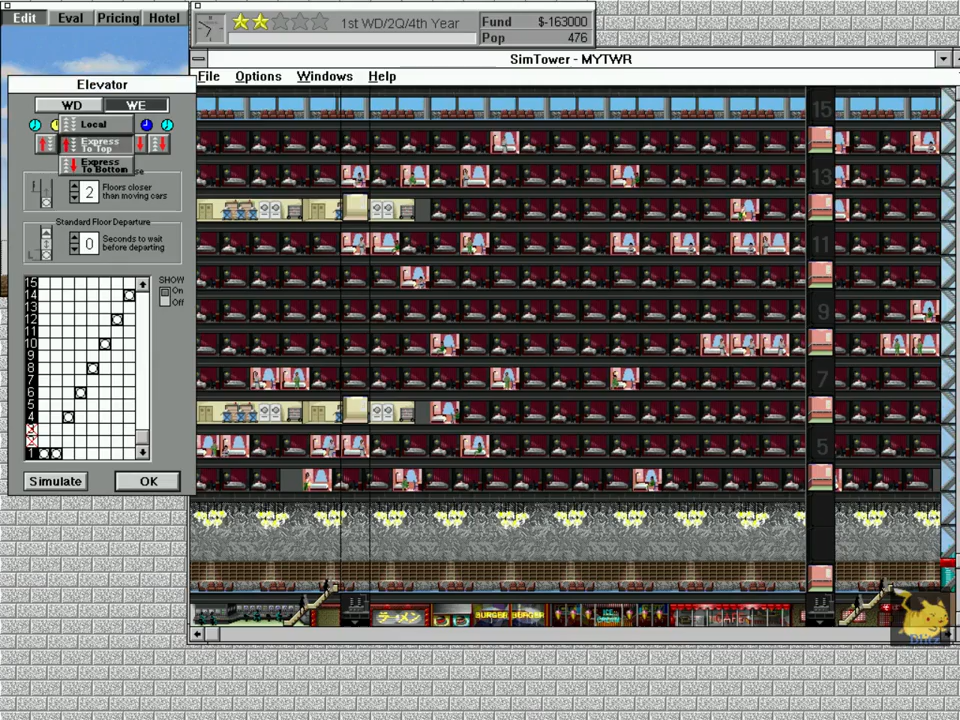 Edit Eval Pricing Hotel
1st WD/2Q/4th Year
Fund $-163000
Pop 476
SimTower - MYTWR
File Options Windows Help
Elevator
WD WE
Local
Express To Top
Express To Bottom
2 Floors closer than moving cars
Standard Floor Departure
0 Seconds to wait before departing
SHOW
On
Off
15
14
13
12
11
10
9
8
7
6
5
4
3
2
1
Simulate OK
15
13
11
9
7
5
ラーメン
BURGER BURGER
ICE